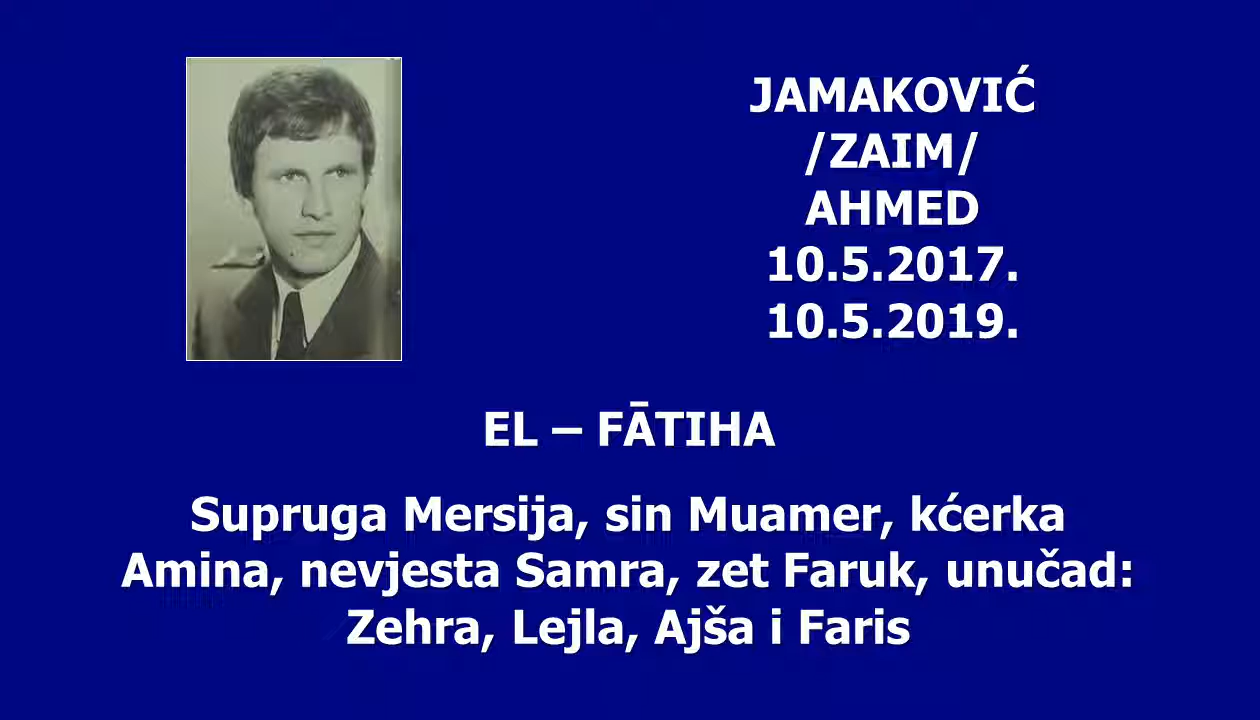 JAMAKOVIĆ
/ZAIM/
AHMED
10.5.2017.
10.5.2019.
EL – FĀTIHA
Supruga Mersija, sin Muamer, kćerka
Amina, nevjesta Samra, zet Faruk, unučad:
Zehra, Lejla, Ajša i Faris